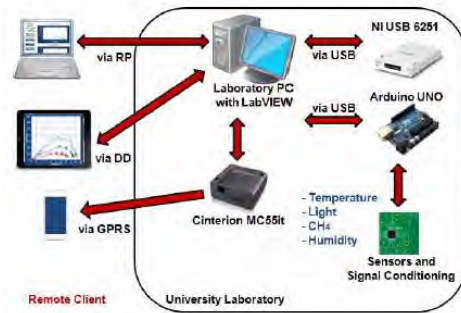 via RP
via DD
via GPRS
Remote Client
Laboratory PC
with LabVIEW
Cinterion MC55it
University Laboratory
via USB
NI USB 6251
via USB
Arduino UNO
- Temperature
- Light
- CH4
- Humidity
Sensors and
Signal Conditioning